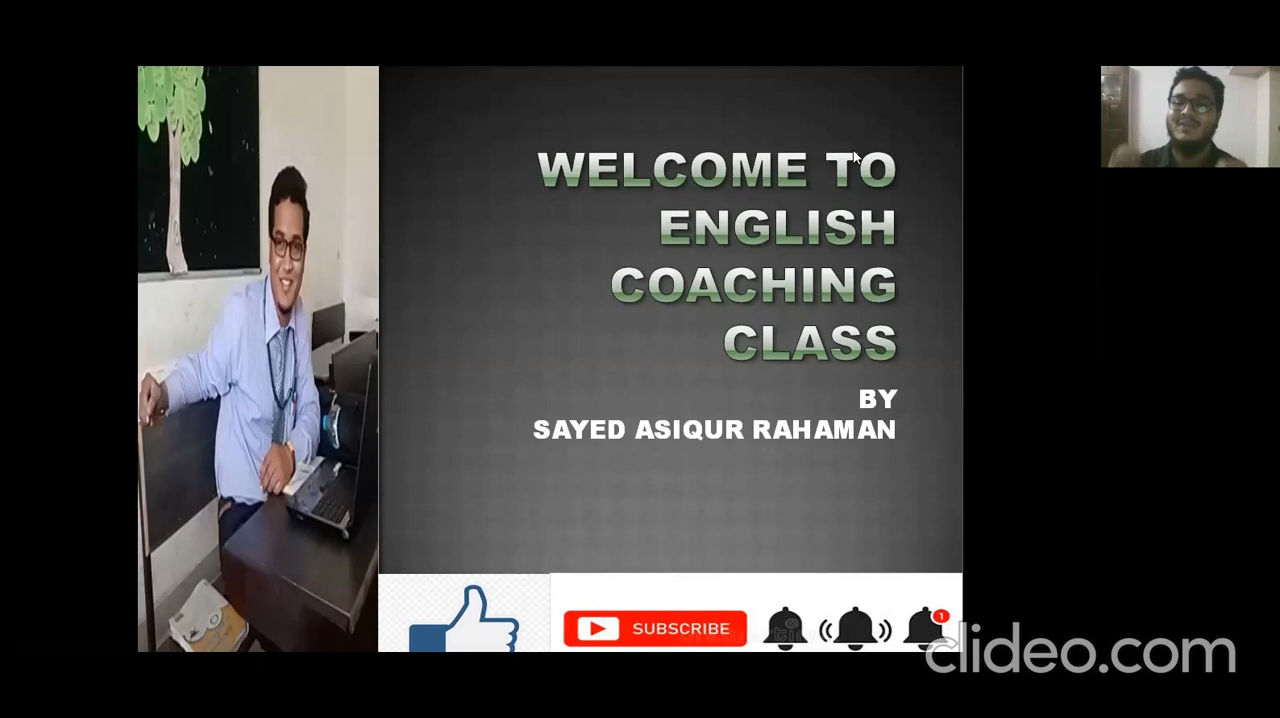 WELCOME TO
ENGLISH
COACHING
CLASS
BY
SAYED ASIQUR RAHAMAN
SUBSCRIBE
1
clideo.com